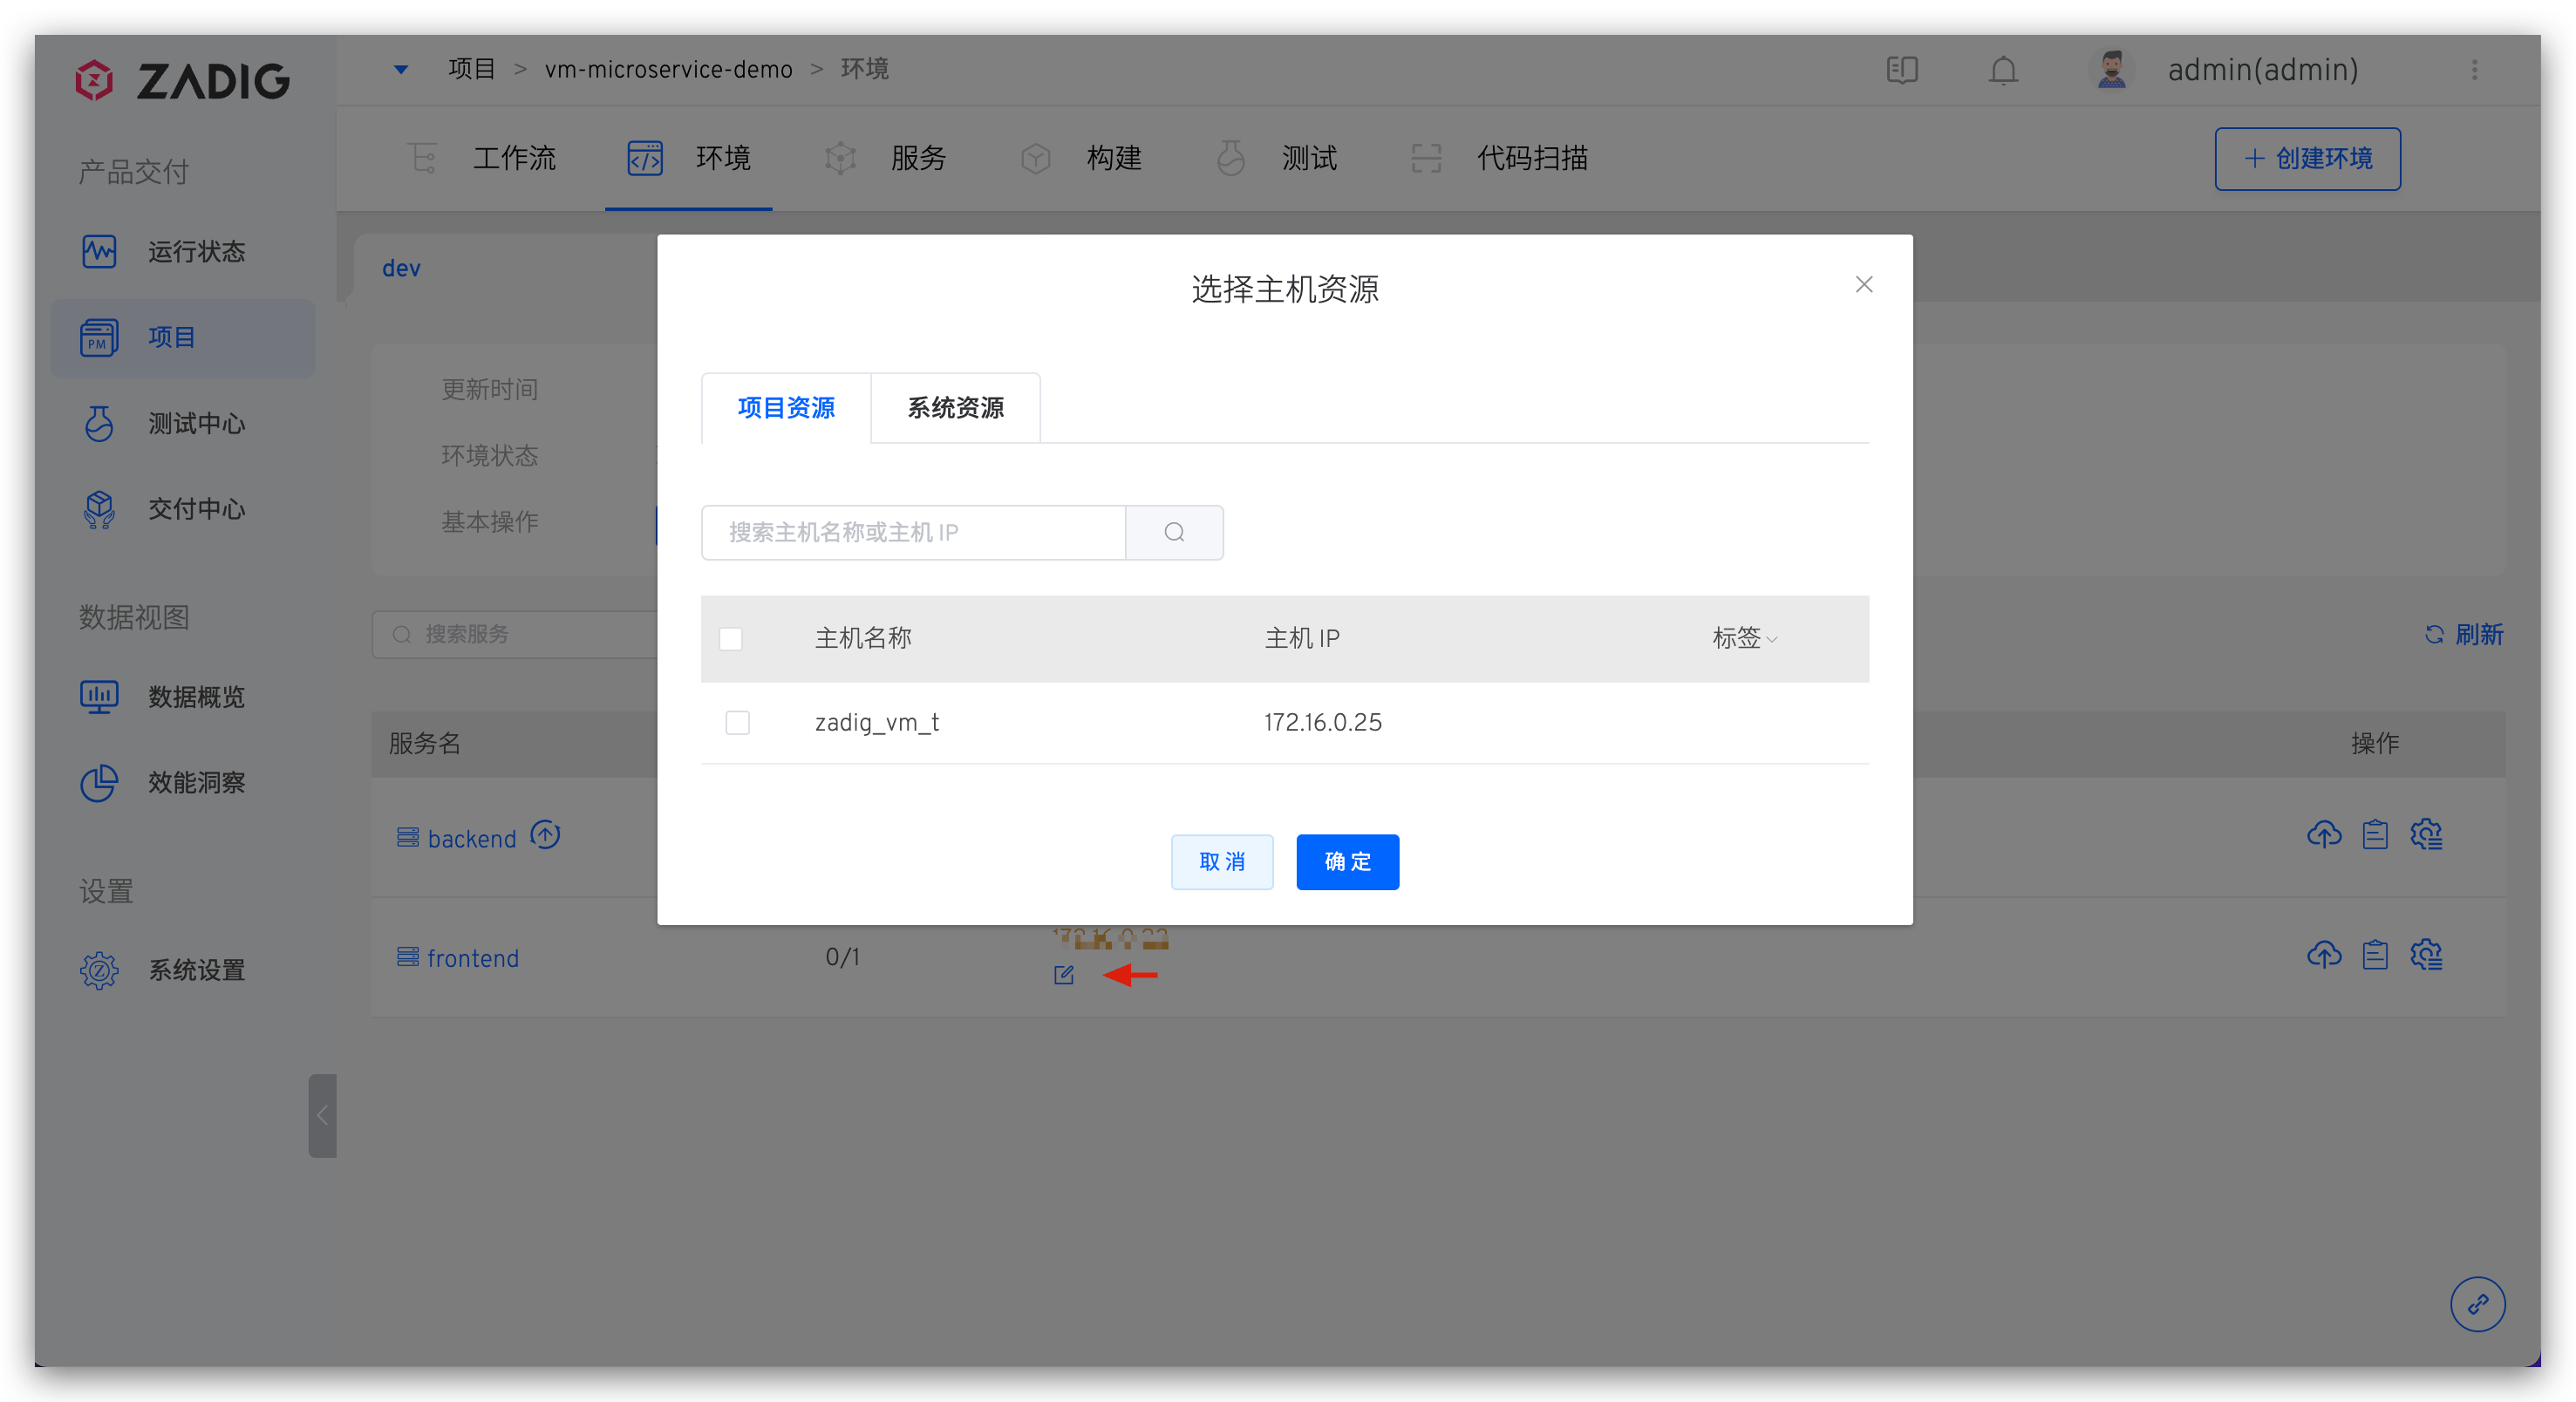 ZADIG
项目 > vm-microservice-demo > 环境
admin(admin)
产品交付
运行状态
项目
PM
测试中心
交付中心
数据视图
数据概览
效能洞察
设置
系统设置
工作流
环境
服务
构建
测试
代码扫描
+ 创建环境
dev
更新时间
环境状态
基本操作
搜索服务
刷新
服务名
操作
backend
frontend
0/1
选择主机资源
项目资源
系统资源
搜索主机名称或主机 IP
主机名称
主机 IP
标签
zadig_vm_t
172.16.0.25
取消
确定